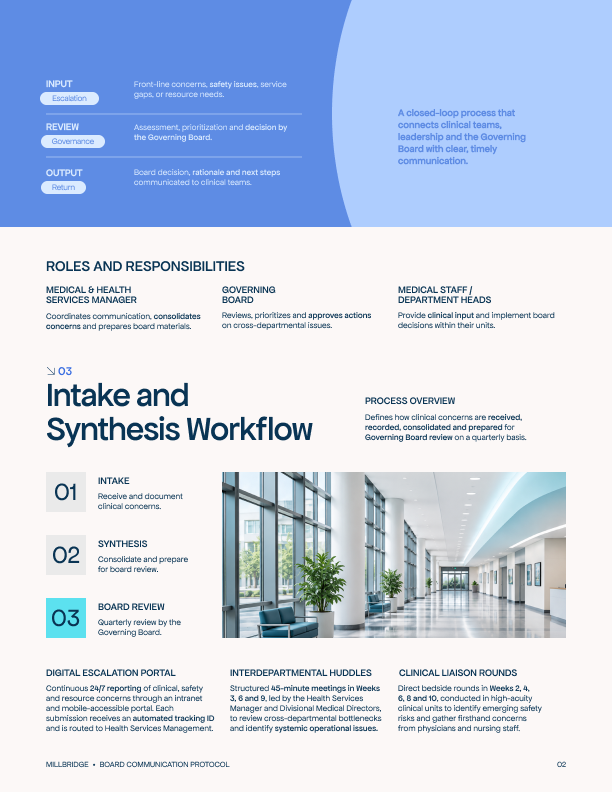 INPUT
Escalation
Front-line concerns, safety issues, service
gaps, or resource needs.
REVIEW
Governance
Assessment, prioritization and decision by
the Governing Board.
OUTPUT
Return
Board decision, rationale and next steps
communicated to clinical teams.
A closed-loop process that
connects clinical teams,
leadership and the Governing
Board with clear, timely
communication.
ROLES AND RESPONSIBILITIES
MEDICAL & HEALTH
SERVICES MANAGER
Coordinates communication, consolidates
concerns and prepares board materials.
GOVERNING
BOARD
Reviews, prioritizes and approves actions
on cross-departmental issues.
MEDICAL STAFF /
DEPARTMENT HEADS
Provide clinical input and implement board
decisions within their units.
03
Intake and
Synthesis Workflow
PROCESS OVERVIEW
Defines how clinical concerns are received,
recorded, consolidated and prepared for
Governing Board review on a quarterly basis.
01
INTAKE
Receive and document
clinical concerns.
02
SYNTHESIS
Consolidate and prepare
for board review.
03
BOARD REVIEW
Quarterly review by the
Governing Board.
DIGITAL ESCALATION PORTAL
Continuous 24/7 reporting of clinical, safety
and resource concerns through an intranet
and mobile-accessible portal. Each
submission receives an automated tracking ID
and is routed to Health Services Management.
INTERDEPARTMENTAL HUDDLES
Structured 45-minute meetings in Weeks
3, 6 and 9, led by the Health Services
Manager and Divisional Medical Directors,
to review cross-departmental bottlenecks
and identify systemic operational issues.
CLINICAL LIAISON ROUNDS
Direct bedside rounds in Weeks 2, 4,
6, 8 and 10, conducted in high-acuity
clinical units to identify emerging safety
risks and gather firsthand concerns
from physicians and nursing staff.
MILLBRIDGE • BOARD COMMUNICATION PROTOCOL
02